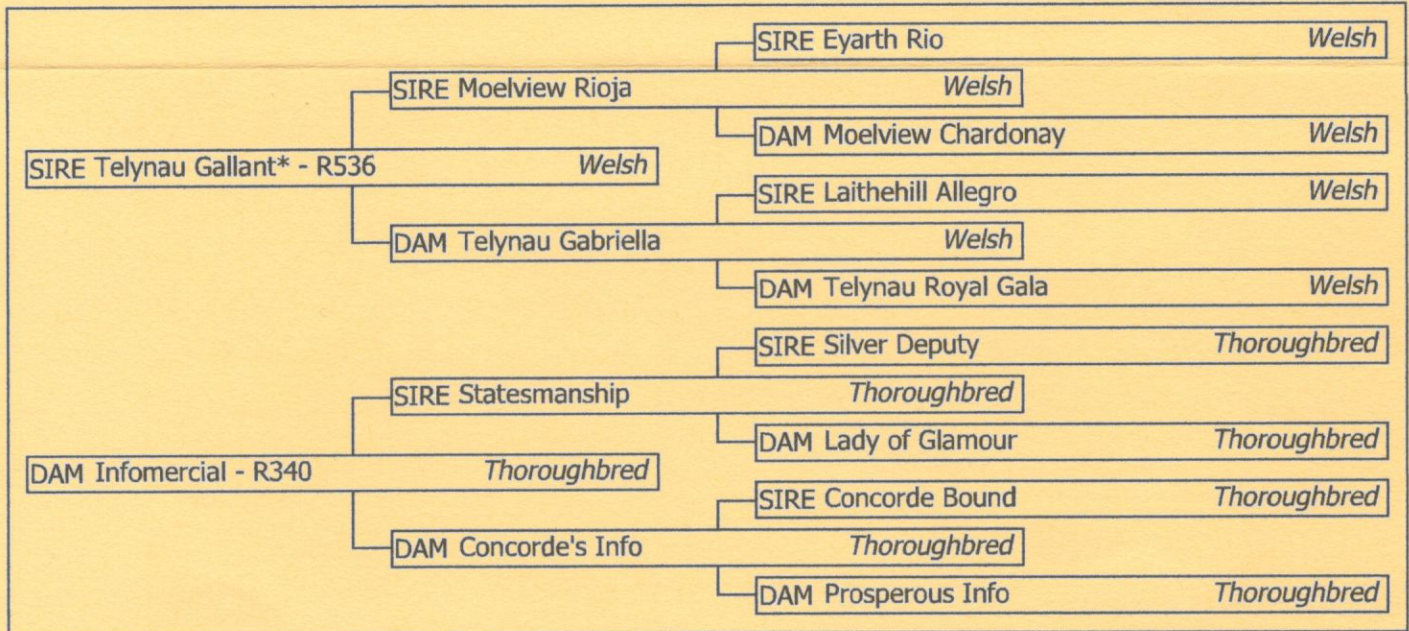 SIRE Eyarth Rio Welsh
SIRE Moelview Rioja Welsh
DAM Moelview Chardonay Welsh
SIRE Telynau Gallant* - R536 Welsh
SIRE Laithehill Allegro Welsh
DAM Telynau Gabriella Welsh
DAM Telynau Royal Gala Welsh
SIRE Silver Deputy Thoroughbred
SIRE Statesmanship Thoroughbred
DAM Lady of Glamour Thoroughbred
DAM Infomercial - R340 Thoroughbred
SIRE Concorde Bound Thoroughbred
DAM Concorde's Info Thoroughbred
DAM Prosperous Info Thoroughbred